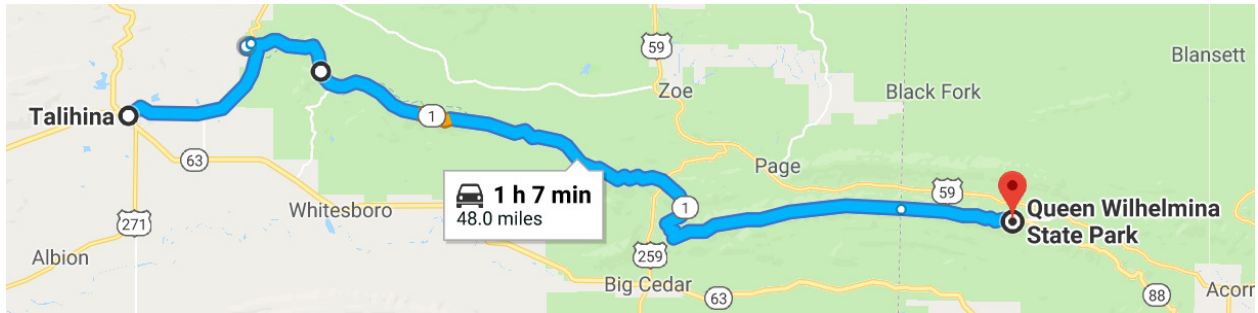 59
Blansett
Zoe
Black Fork
Talihina
1
63
Page
1 h 7 min
48.0 miles
59
Whitesboro
1
Queen Wilhelmina
State Park
271
Albion
259
Big Cedar
63
88
Acorn